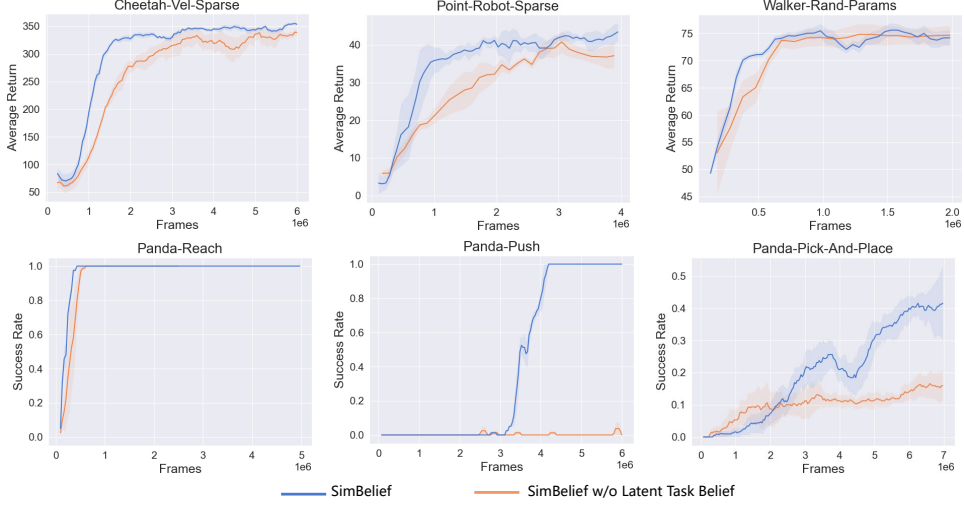 Cheetah-Vel-Sparse
Point-Robot-Sparse
Walker-Rand-Params
Average Return
350
300
250
200
150
100
50
0 1 2 3 4 5 6
Frames
1e6
Average Return
40
30
20
10
0
0 1 2 3 4
Frames
1e6
Average Return
75
70
65
60
55
50
45
0.5 1.0 1.5 2.0
Frames
1e6
Panda-Reach
Panda-Push
Panda-Pick-And-Place
Success Rate
1.0
0.8
0.6
0.4
0.2
0.0
0 1 2 3 4 5
Frames
1e6
Success Rate
1.0
0.8
0.6
0.4
0.2
0.0
0 1 2 3 4 5 6
Frames
1e6
Success Rate
0.5
0.4
0.3
0.2
0.1
0.0
0 1 2 3 4 5 6 7
Frames
1e6
SimBelief
SimBelief w/o Latent Task Belief